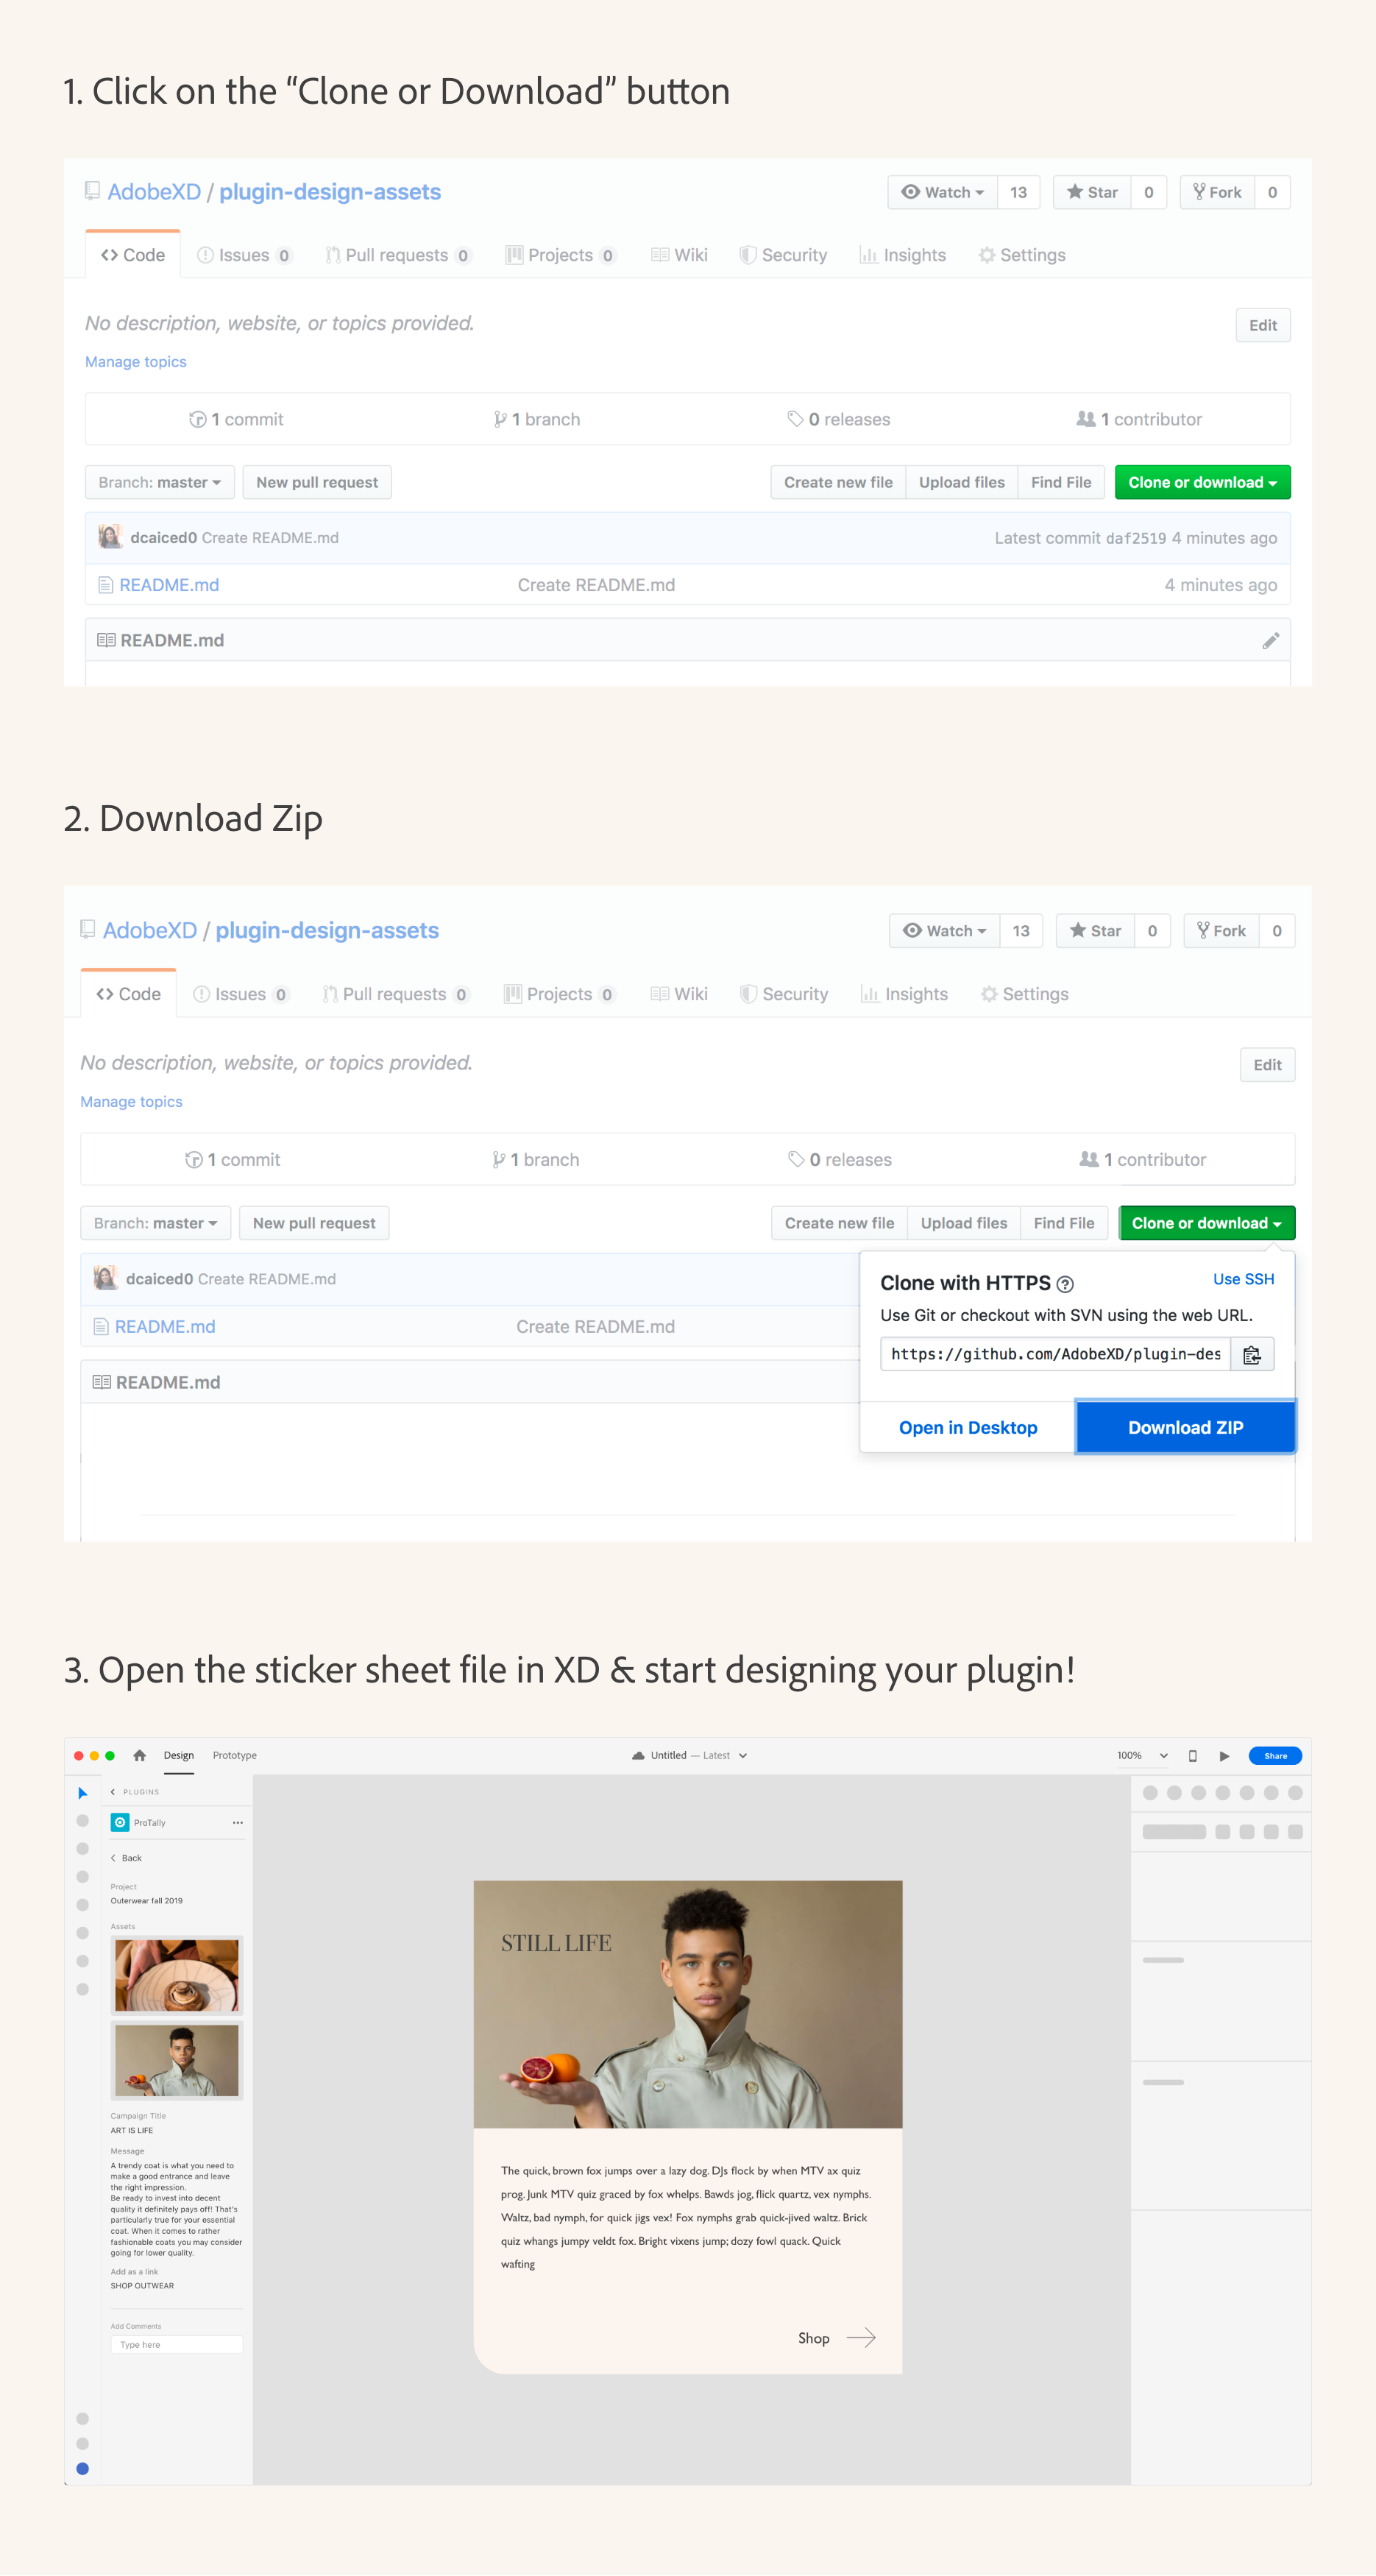 1. Click on the “Clone or Download” button
AdobeXD / plugin-design-assets
Watch 13 Star 0 Fork 0
Code Issues 0 Pull requests 0 Projects 0 Wiki Security Insights Settings
No description, website, or topics provided.
Edit
Manage topics
1 commit 1 branch 0 releases 1 contributor
Branch: master New pull request Create new file Upload files Find File Clone or download
dcaiced0 Create README.md Latest commit daf2519 4 minutes ago
README.md Create README.md 4 minutes ago
README.md
2. Download Zip
AdobeXD / plugin-design-assets
Watch 13 Star 0 Fork 0
Code Issues 0 Pull requests 0 Projects 0 Wiki Security Insights Settings
No description, website, or topics provided.
Edit
Manage topics
1 commit 1 branch 0 releases 1 contributor
Branch: master New pull request Create new file Upload files Find File Clone or download
dcaiced0 Create README.md
README.md Create README.md
README.md
Clone with HTTPS Use SSH
Use Git or checkout with SVN using the web URL.
https://github.com/AdobeXD/plugin-des
Open in Desktop Download ZIP
3. Open the sticker sheet file in XD & start designing your plugin!
Design Prototype Untitled — Latest 100% Share
PLUGINS
ProTally
Back
Project
Outerwear fall 2019
Assets
Campaign Title
ART IS LIFE
Message
A trendy coat is what you need to
make a good entrance and leave
the right impression.
Be ready to invest into decent
quality it definitely pays off! That's
particularly true for your essential
coat. When it comes to rather
fashionable coats you may consider
going for lower quality.
Add as a link
SHOP OUTWEAR
Add Comments
Type here
STILL LIFE
The quick, brown fox jumps over a lazy dog. DJs flock by when MTV ax quiz
prog. Junk MTV quiz graced by fox whelps. Bawds jog, flick quartz, vex nymphs.
Waltz, bad nymph, for quick jigs vex! Fox nymphs grab quick-jived waltz. Brick
quiz whangs jumpy veldt fox. Bright vixens jump; dozy fowl quack. Quick
wafting
Shop